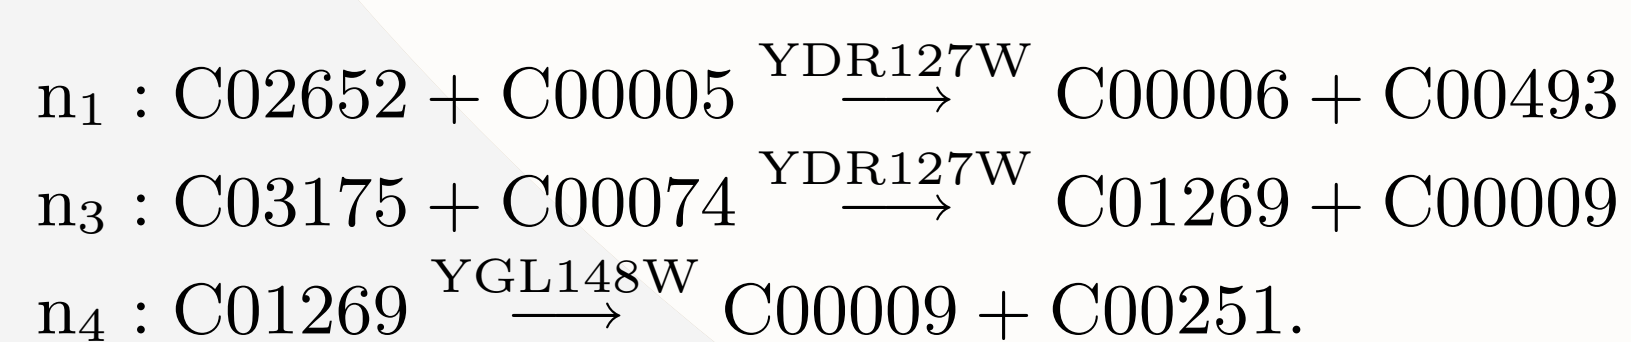 n₁ : C02652 + C00005 YDR127W⟶ C00006 + C00493
n₃ : C03175 + C00074 YDR127W⟶ C01269 + C00009
n₄ : C01269 YGL148W⟶ C00009 + C00251.